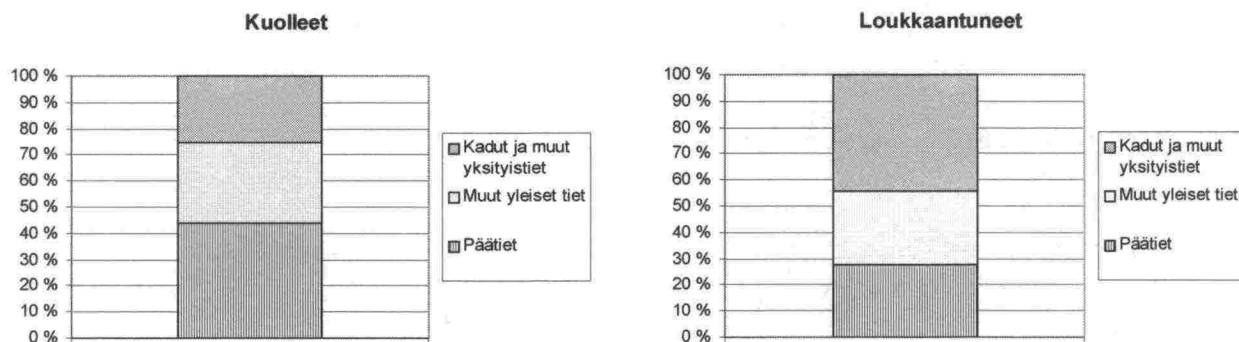 Kuolleet
100 %
90 %
80 %
70 %
60 %
50 %
40 %
30 %
20 %
10 %
0 %
Kadut ja muut
yksityistiet
Muut yleiset tiet
Päätiet
Loukkaantuneet
100 %
90 %
80 %
70 %
60 %
50 %
40 %
30 %
20 %
10 %
0 %
Kadut ja muut
yksityistiet
Muut yleiset tiet
Päätiet